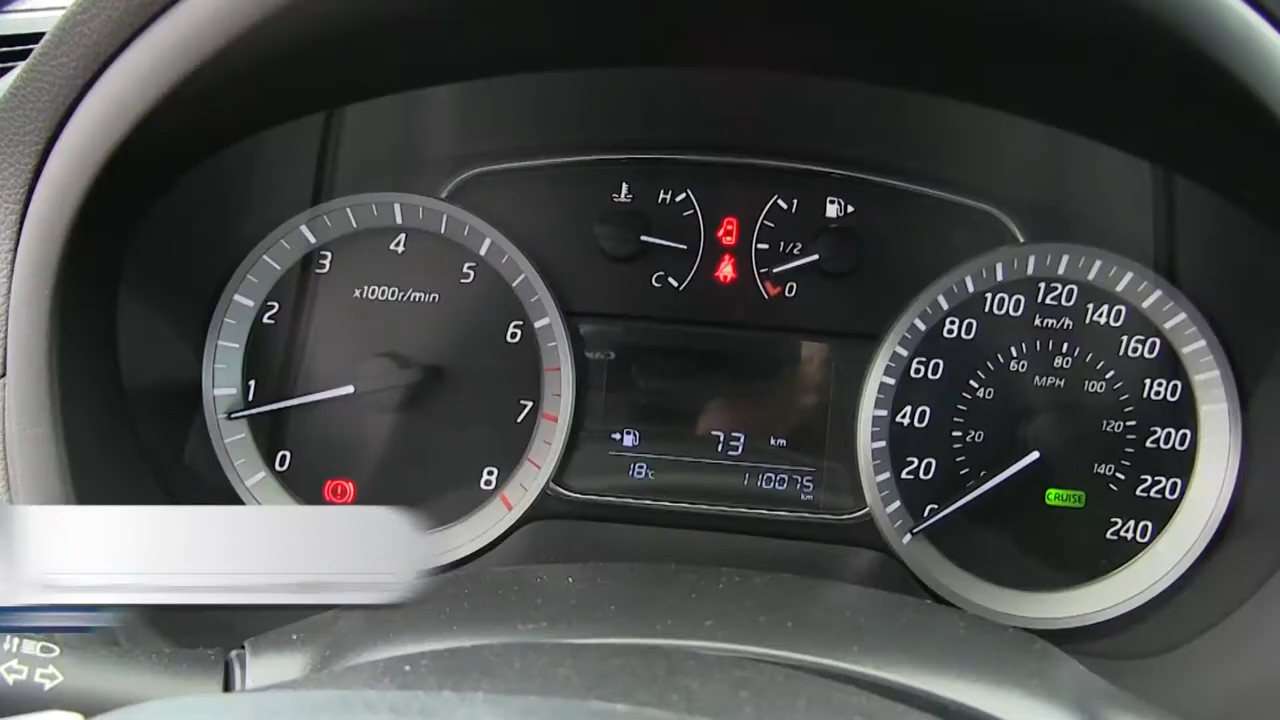 0 1 2 3 4 5 6 7 8
x1000r/min
H
C
1
1/2
0
73 km
18°C 110075
km
0 20 40 60 80 100 120 140 160 180 200 220 240
km/h
20 40 60 80 100 120 140
MPH
CRUISE